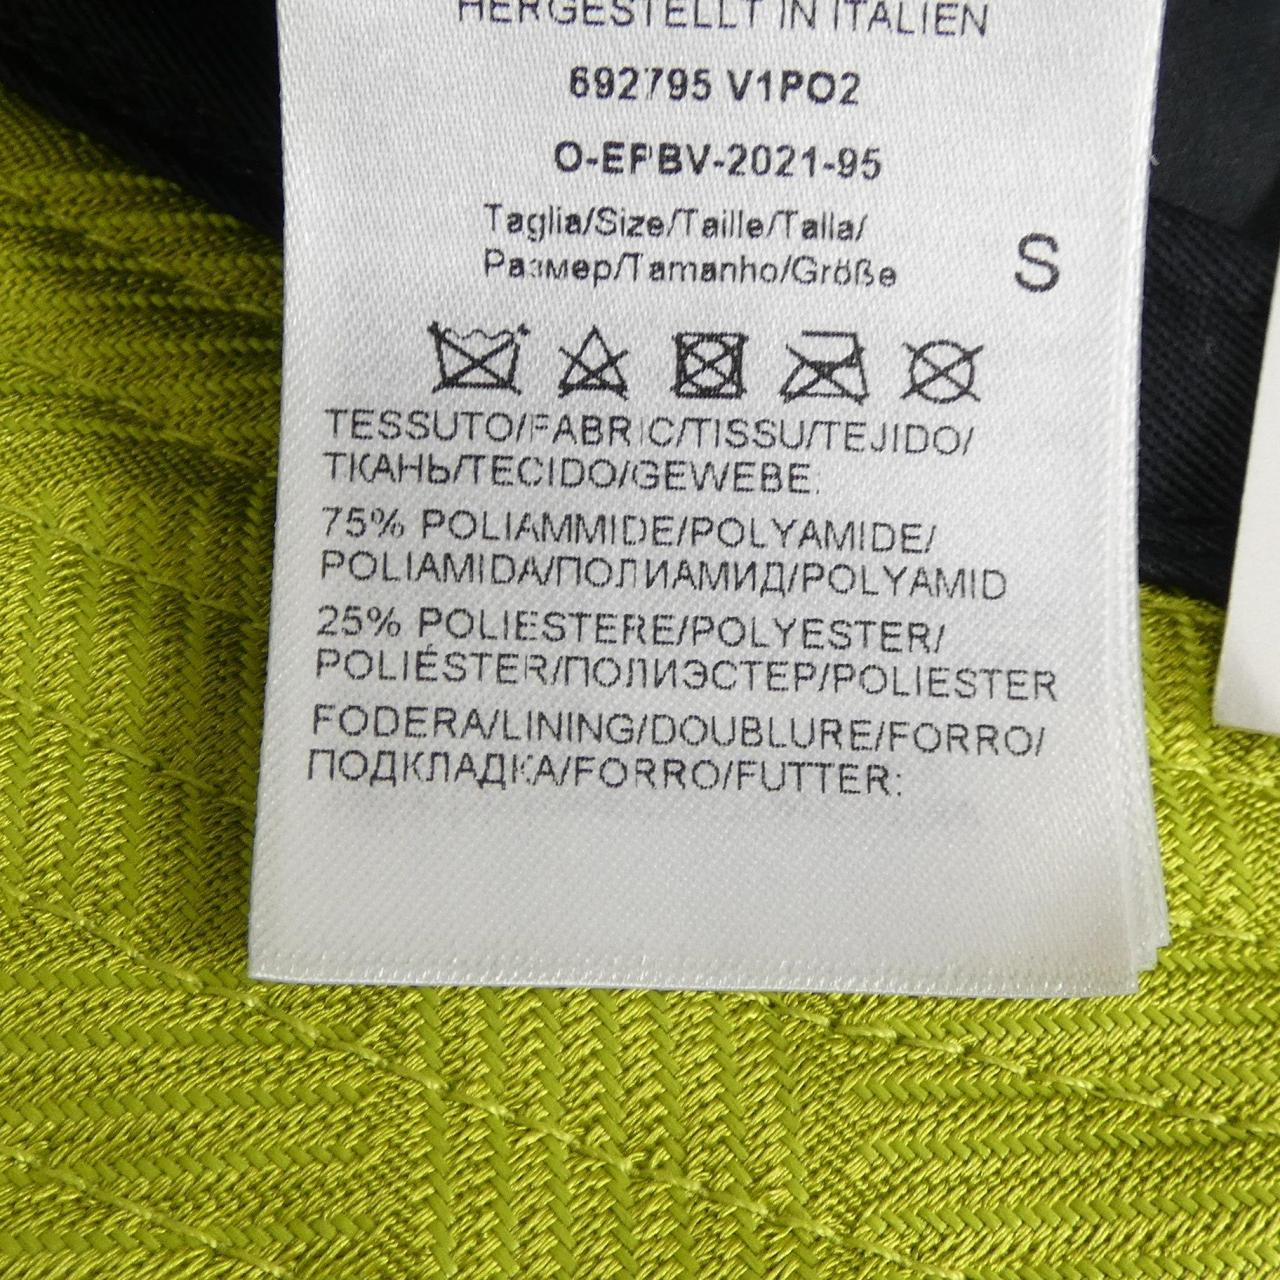 HERGESTELLT IN ITALIEN
692795 V1PO2
O-EPBV-2021-95
Taglia/Size/Taille/Talla/
Размер/Tamanho/Größe
S
TESSUTO/FABRIC/TISSU/TEJIDO/
ТКАНЬ/TECIDO/GEWEBE:
75% POLIAMMIDE/POLYAMIDE/
POLIAMIDA/ПОЛИАМИД/POLYAMID
25% POLIESTERE/POLYESTER/
POLIÉSTER/ПОЛИЭСТЕР/POLIESTER
FODERA/LINING/DOUBLURE/FORRO/
ПОДКЛАДКА/FORRO/FUTTER: